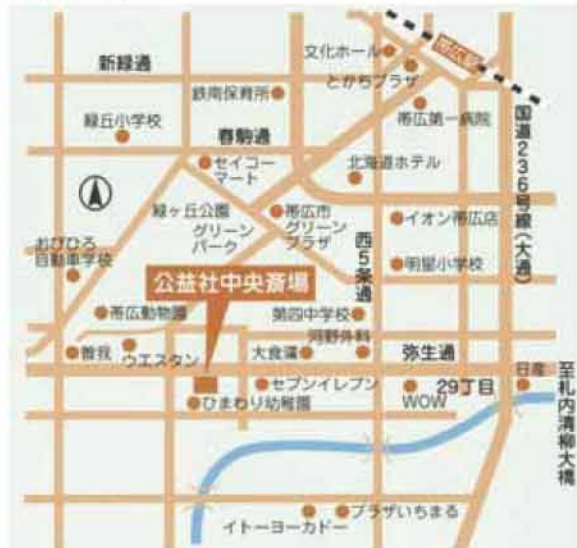 文化ホール
帯広駅
新緑通
とかちプラザ
鉄南保育所
帯広第一病院
国道236号線(大通)
緑丘小学校
春駒通
セイコー
マート
北海道ホテル
緑ヶ丘公園
グリーン
パーク
帯広市
グリーン
プラザ
イオン帯広店
西5条通
おびひろ
自動車学校
明星小学校
公益社中央斎場
帯広動物園
第四中学校
河野外科
曽我
ウエスタン
大食漢
弥生通
セブンイレブン
29丁目
日産
ひまわり幼稚園
WOW
至札内清柳大橋
イトーヨーカドー
プラザいちまる